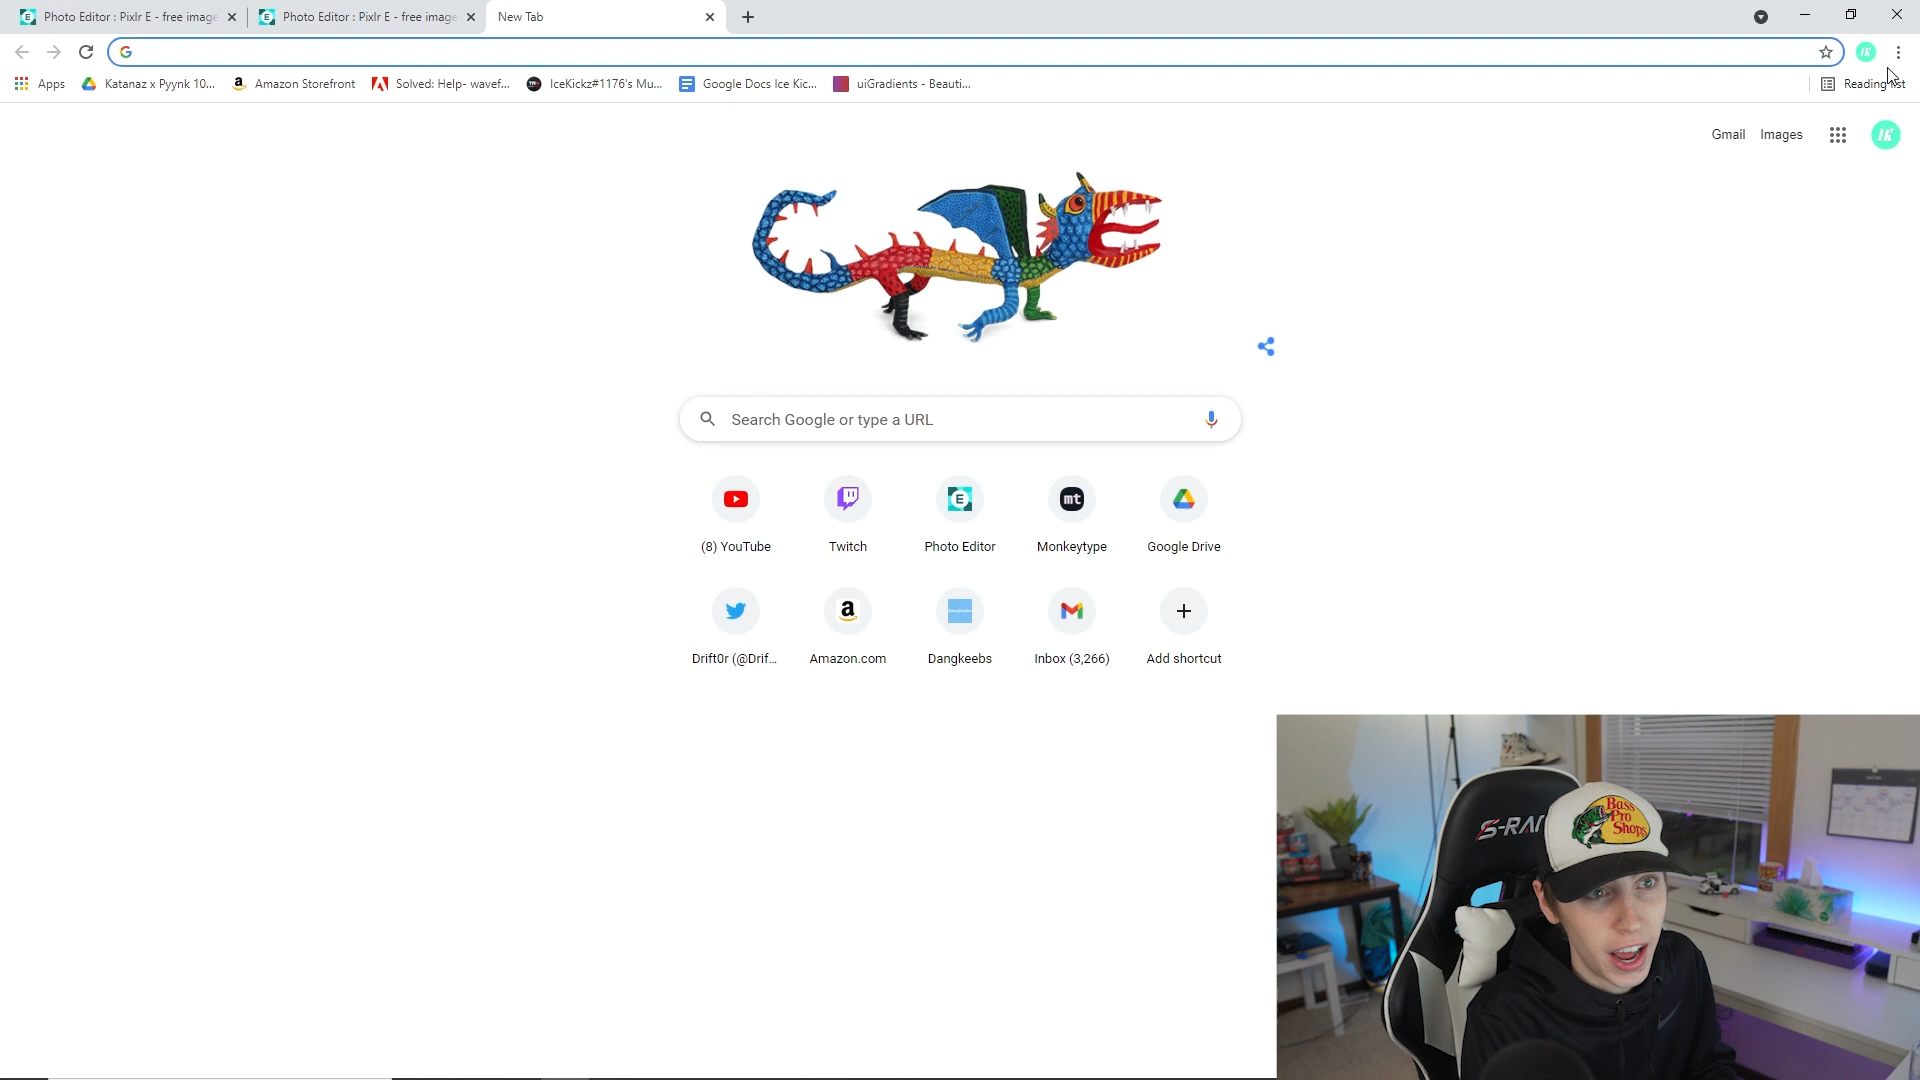 Photo Editor : Pixlr E - free image
Photo Editor : Pixlr E - free image
New Tab
Apps
Katanaz x Pyynk 10...
Amazon Storefront
Solved: Help- wavef...
IceKickz#1176's Mu...
Google Docs Ice Kic...
uiGradients - Beauti...
Reading list
Gmail
Images
IK
Search Google or type a URL
(8) YouTube
Twitch
Photo Editor
Monkeytype
Google Drive
Drift0r (@Drif...
Amazon.com
Dangkeebs
Inbox (3,266)
Add shortcut
Bass
Pro
Shops